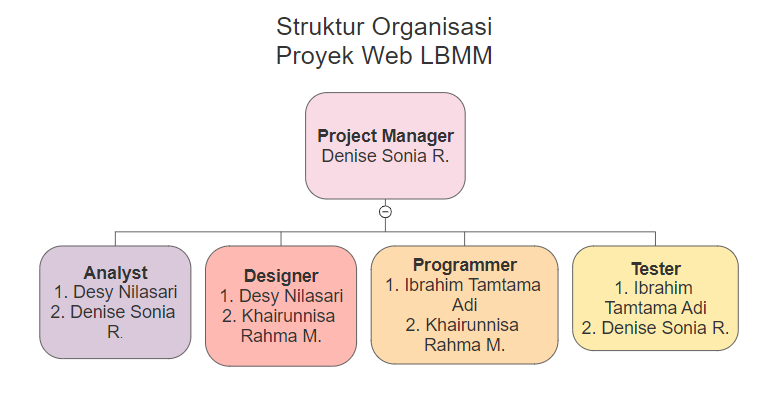 Struktur Organisasi
Proyek Web LBMM
Project Manager
Denise Sonia R.
Analyst
1. Desy Nilasari
2. Denise Sonia
R.
Designer
1. Desy Nilasari
2. Khairunnisa
Rahma M.
Programmer
1. Ibrahim Tamtama
Adi
2. Khairunnisa
Rahma M.
Tester
1. Ibrahim
Tamtama Adi
2. Denise Sonia R.